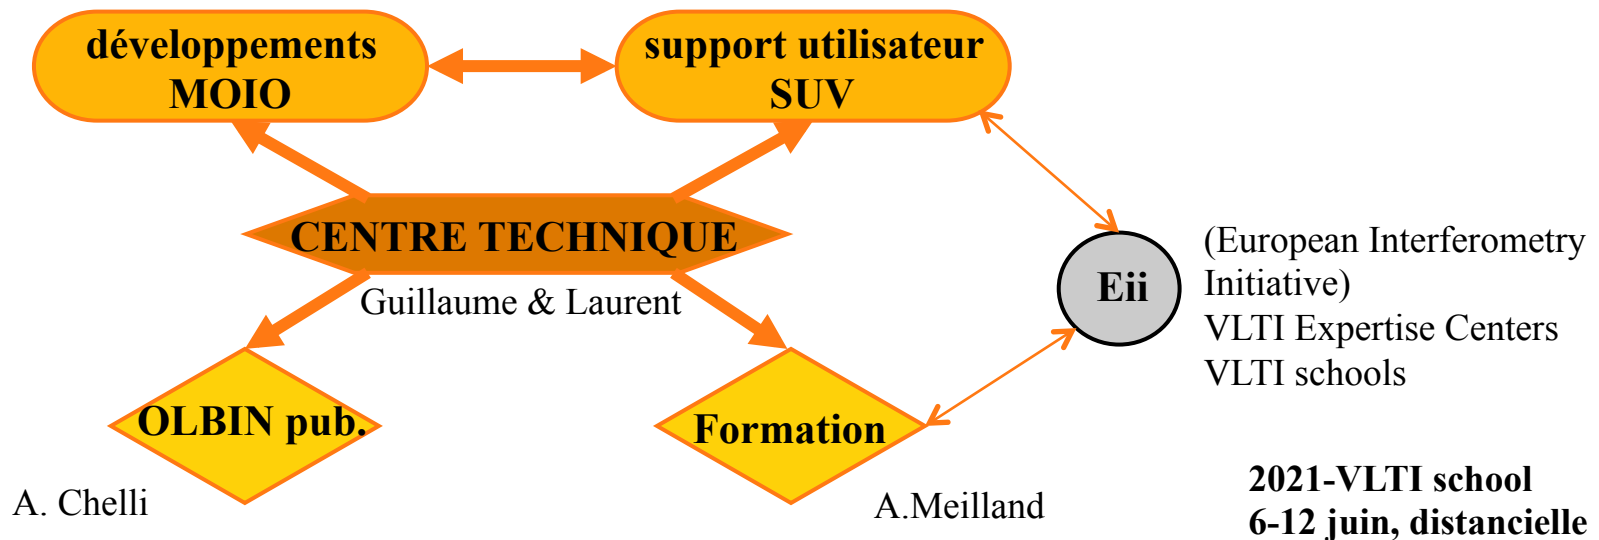 développements
MOIO
support utilisateur
SUV
CENTRE TECHNIQUE
Guillaume & Laurent
Eii
(European Interferometry
Initiative)
VLTI Expertise Centers
VLTI schools
OLBIN pub.
Formation
A. Chelli
A.Meilland
2021-VLTI school
6-12 juin, distancielle